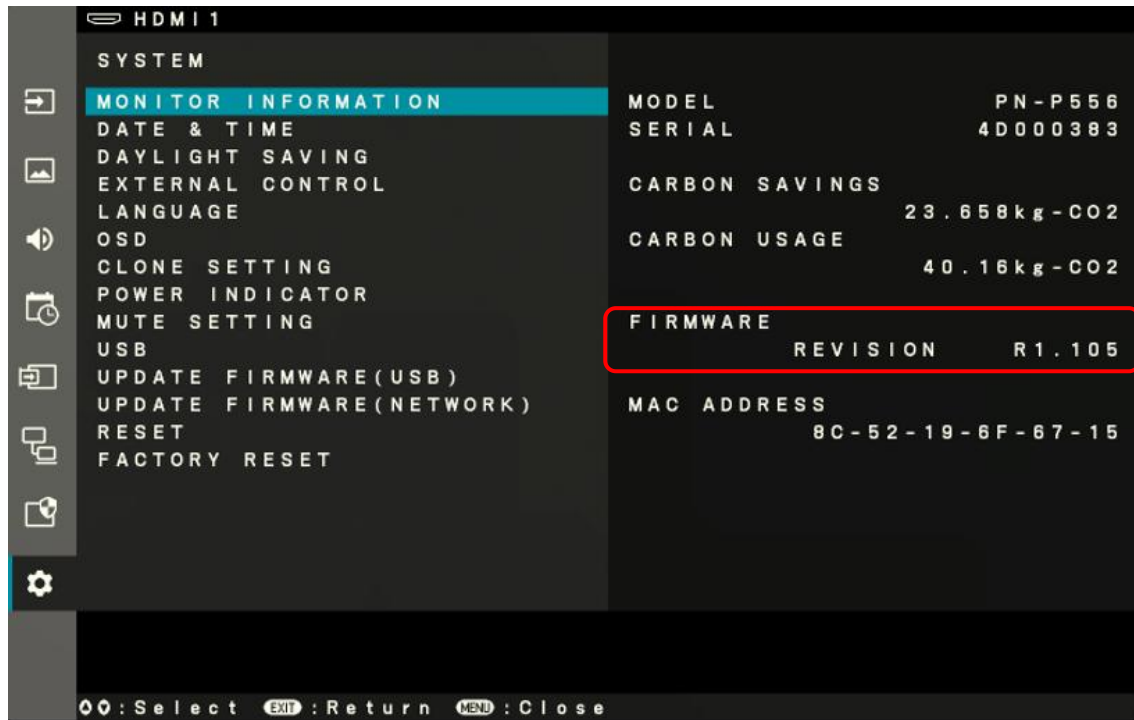 HDMI1
SYSTEM
MONITOR INFORMATION
DATE & TIME
DAYLIGHT SAVING
EXTERNAL CONTROL
LANGUAGE
OSD
CLONE SETTING
POWER INDICATOR
MUTE SETTING
USB
UPDATE FIRMWARE(USB)
UPDATE FIRMWARE(NETWORK)
RESET
FACTORY RESET
MODEL PN-P556
SERIAL 4D000383
CARBON SAVINGS
23.658kg-CO2
CARBON USAGE
40.16kg-CO2
FIRMWARE
REVISION R1.105
MAC ADDRESS
8C-52-19-6F-67-15
:Select EXIT:Return MENU:Close